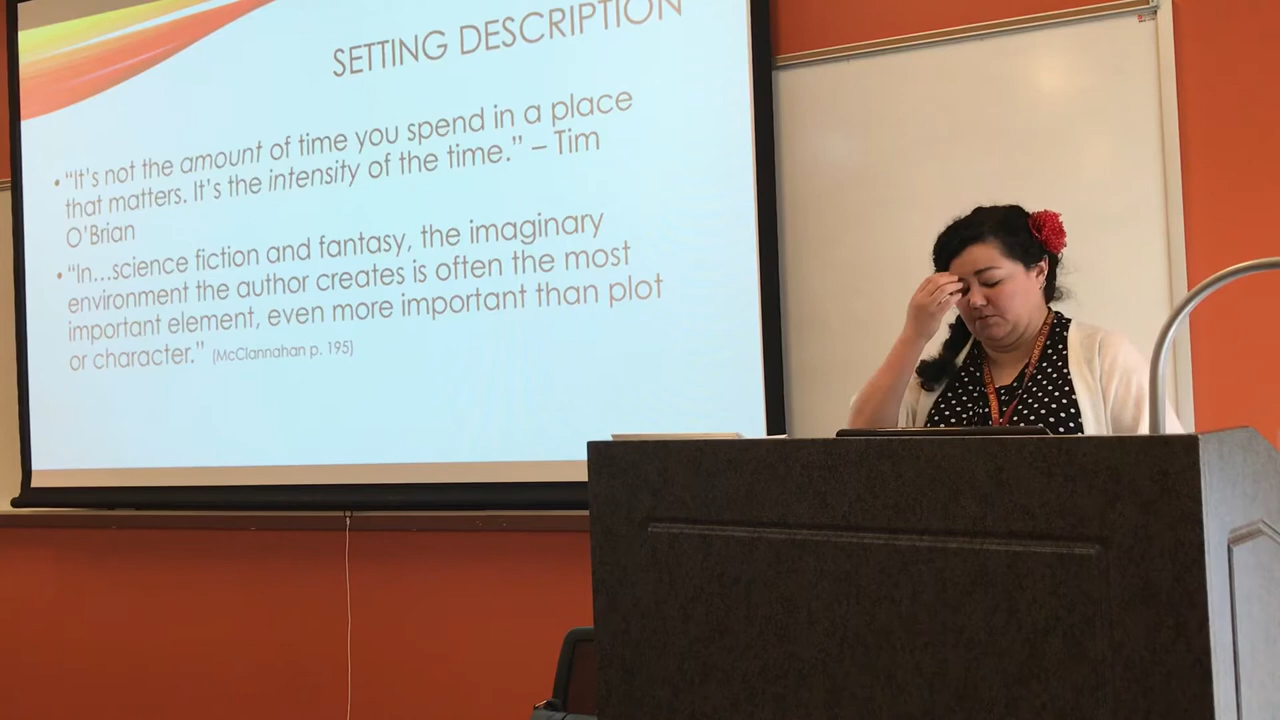 SETTING DESCRIPTION
• “It’s not the amount of time you spend in a place
that matters. It’s the intensity of the time.” – Tim
O’Brian
• “In...science fiction and fantasy, the imaginary
environment the author creates is often the most
important element, even more important than plot
or character.” (McClannahan p. 195)